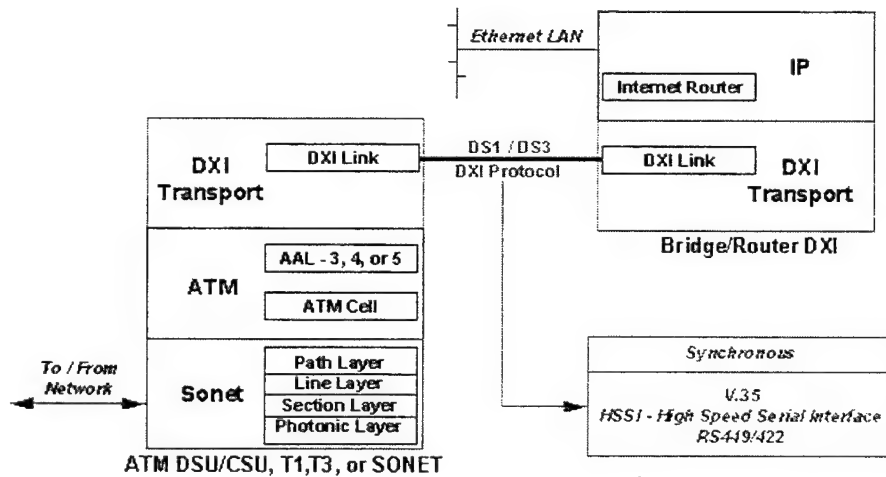 Ethernet LAN
IP
Internet Router
DXI
Transport
DXI Link
DS1 / DS3
DXI Protocol
DXI Link
DXI
Transport
Bridge/Router DXI
ATM
AAL - 3, 4, or 5
ATM Cell
To / From
Network
Sonet
Path Layer
Line Layer
Section Layer
Photonic Layer
ATM DSU/CSU, T1,T3, or SONET
Synchronous
V.35
HSSI - High Speed Serial Interface
RS449/422